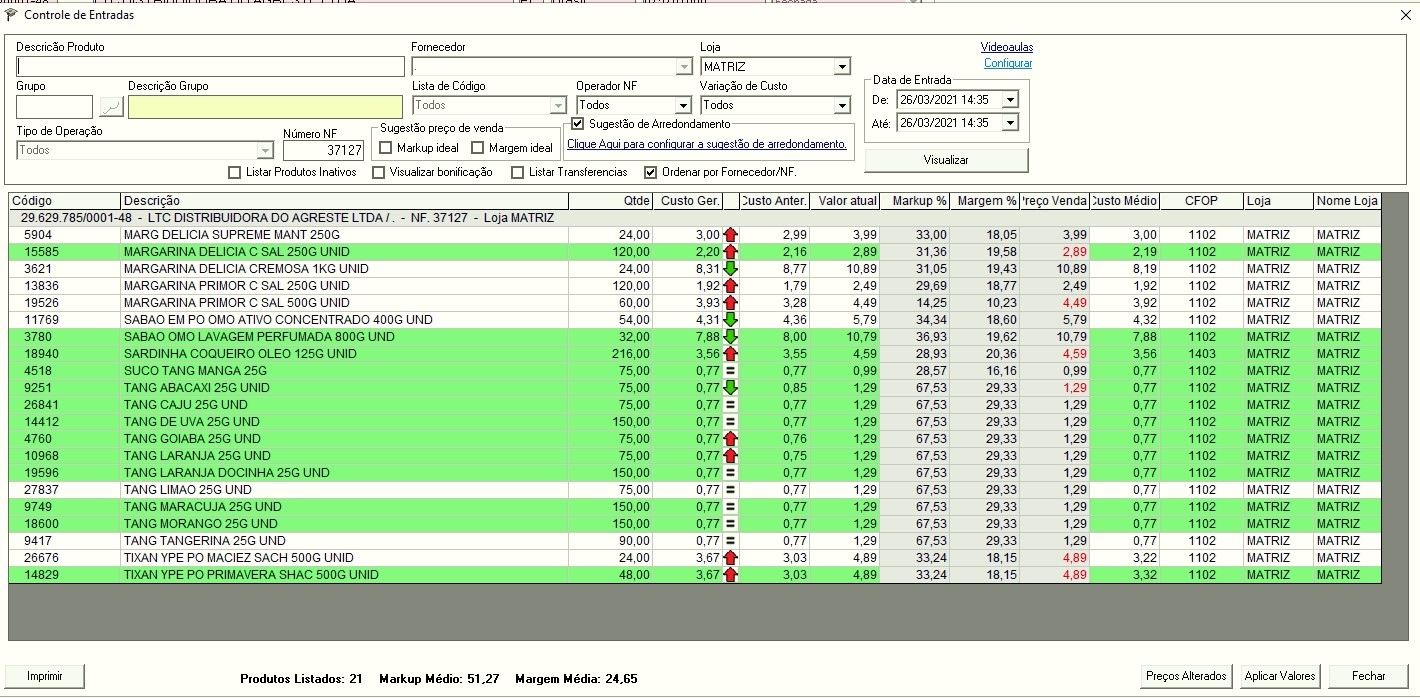 Controle de Entradas
Descricão Produto
Fornecedor
Loja
Videoaulas
MATRIZ
Configurar
Grupo
Descrição Grupo
Lista de Código
Operador NF
Variação de Custo
Data de Entrada
Todos
Todos
Todos
De: 26/03/2021 14:35
Até: 26/03/2021 14:35
Tipo de Operação
Número NF
Sugestão preço de venda
Sugestão de Arredondamento
Todos
37127
Markup ideal
Margem ideal
Clique Aqui para configurar a sugestão de arredondamento.
Visualizar
Listar Produtos Inativos
Visualizar bonificação
Listar Transferencias
Ordenar por Fornecedor/NF.
Código Descrição Qtde Custo Ger. Custo Anter. Valor atual Markup % Margem % Preço Venda Custo Médio CFOP Loja Nome Loja
29.629.785/0001-48 - LTC DISTRIBUIDORA DO AGRESTE LTDA / . - NF. 37127 - Loja MATRIZ
5904 MARG DELICIA SUPREME MANT 250G 24,00 3,00 2,99 3,99 33,00 18,05 3,99 3,00 1102 MATRIZ MATRIZ
15585 MARGARINA DELICIA C SAL 250G UNID 120,00 2,20 2,16 2,89 31,36 19,58 2,89 2,19 1102 MATRIZ MATRIZ
3621 MARGARINA DELICIA CREMOSA 1KG UNID 24,00 8,31 8,77 10,89 31,05 19,43 10,89 8,19 1102 MATRIZ MATRIZ
13836 MARGARINA PRIMOR C SAL 250G UNID 120,00 1,92 1,79 2,49 29,69 18,77 2,49 1,92 1102 MATRIZ MATRIZ
19526 MARGARINA PRIMOR C SAL 500G UNID 60,00 3,93 3,28 4,49 14,25 10,23 4,49 3,92 1102 MATRIZ MATRIZ
11769 SABAO EM PO OMO ATIVO CONCENTRADO 400G UND 54,00 4,31 4,36 5,79 34,34 18,60 5,79 4,32 1102 MATRIZ MATRIZ
3780 SABAO OMO LAVAGEM PERFUMADA 800G UND 32,00 7,88 8,00 10,79 36,93 19,62 10,79 7,88 1102 MATRIZ MATRIZ
18940 SARDINHA COQUEIRO OLEO 125G UNID 216,00 3,56 3,55 4,59 28,93 20,36 4,59 3,56 1403 MATRIZ MATRIZ
4518 SUCO TANG MANGA 25G 75,00 0,77 = 0,77 0,99 28,57 16,16 0,99 0,77 1102 MATRIZ MATRIZ
9251 TANG ABACAXI 25G UNID 75,00 0,77 0,85 1,29 67,53 29,33 1,29 0,77 1102 MATRIZ MATRIZ
26841 TANG CAJU 25G UND 75,00 0,77 = 0,77 1,29 67,53 29,33 1,29 0,77 1102 MATRIZ MATRIZ
14412 TANG DE UVA 25G UND 150,00 0,77 = 0,77 1,29 67,53 29,33 1,29 0,77 1102 MATRIZ MATRIZ
4760 TANG GOIABA 25G UND 75,00 0,77 0,76 1,29 67,53 29,33 1,29 0,77 1102 MATRIZ MATRIZ
10968 TANG LARANJA 25G UND 75,00 0,77 0,75 1,29 67,53 29,33 1,29 0,77 1102 MATRIZ MATRIZ
19596 TANG LARANJA DOCINHA 25G UND 150,00 0,77 = 0,77 1,29 67,53 29,33 1,29 0,77 1102 MATRIZ MATRIZ
27837 TANG LIMAO 25G UND 75,00 0,77 = 0,77 1,29 67,53 29,33 1,29 0,77 1102 MATRIZ MATRIZ
9749 TANG MARACUJA 25G UND 150,00 0,77 = 0,77 1,29 67,53 29,33 1,29 0,77 1102 MATRIZ MATRIZ
18600 TANG MORANGO 25G UND 150,00 0,77 = 0,77 1,29 67,53 29,33 1,29 0,77 1102 MATRIZ MATRIZ
9417 TANG TANGERINA 25G UND 90,00 0,77 = 0,77 1,29 67,53 29,33 1,29 0,77 1102 MATRIZ MATRIZ
26676 TIXAN YPE PO MACIEZ SACH 500G UNID 24,00 3,67 3,03 4,89 33,24 18,15 4,89 3,22 1102 MATRIZ MATRIZ
14829 TIXAN YPE PO PRIMAVERA SHAC 500G UNID 48,00 3,67 3,03 4,89 33,24 18,15 4,89 3,32 1102 MATRIZ MATRIZ
Imprimir
Produtos Listados: 21 Markup Médio: 51,27 Margem Média: 24,65
Preços Alterados
Aplicar Valores
Fechar